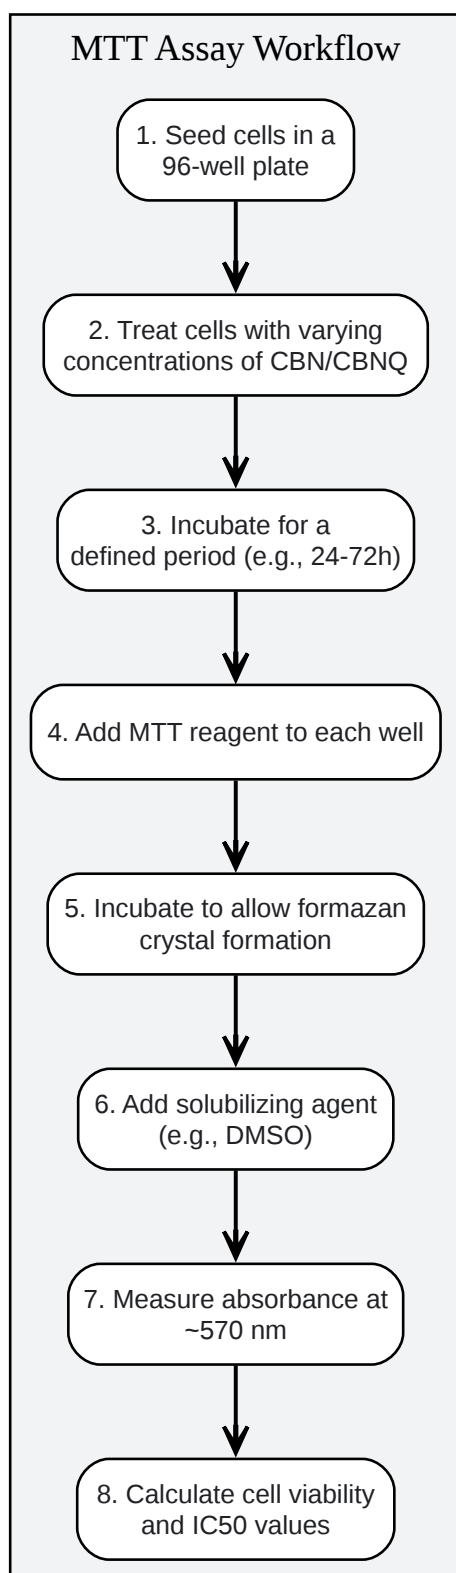 MTT Assay Workflow
1. Seed cells in a
96-well plate
2. Treat cells with varying
concentrations of CBN/CBNQ
3. Incubate for a
defined period (e.g., 24-72h)
4. Add MTT reagent to each well
5. Incubate to allow formazan
crystal formation
6. Add solubilizing agent
(e.g., DMSO)
7. Measure absorbance at
~570 nm
8. Calculate cell viability
and IC50 values